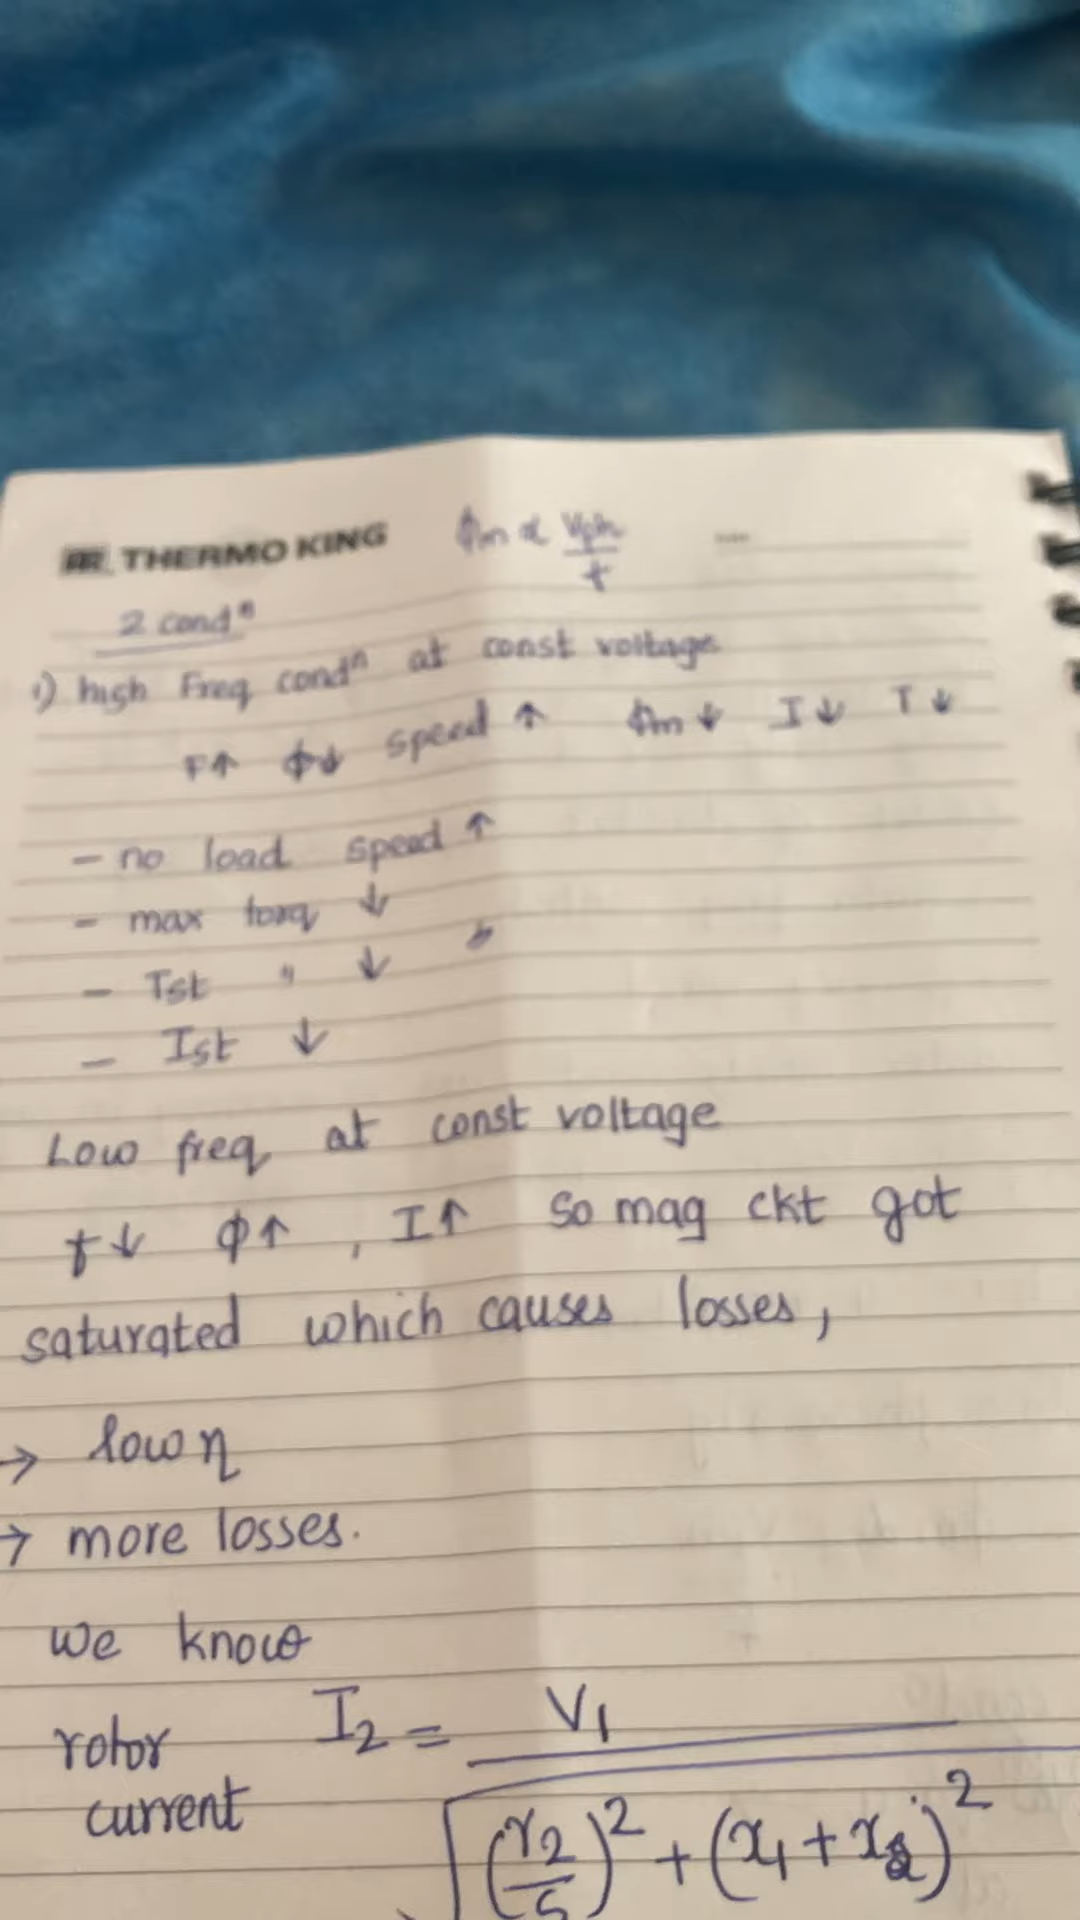 THERMO KING φm α Vph/f
2 condⁿ
1) high Freq condⁿ at const voltage
F↑ φ↓ speed ↑ φm ↓ I ↓ T ↓
- no load speed ↑
- max torq ↓
- Tst " ↓
- Ist ↓
Low freq at const voltage
f↓ φ↑, I↑ So mag ckt got
saturated which causes losses,
→ low η
→ more losses.
we know
rotor current I₂ = V₁ / √((r₂/s)² + (x₁ + x₂)²)